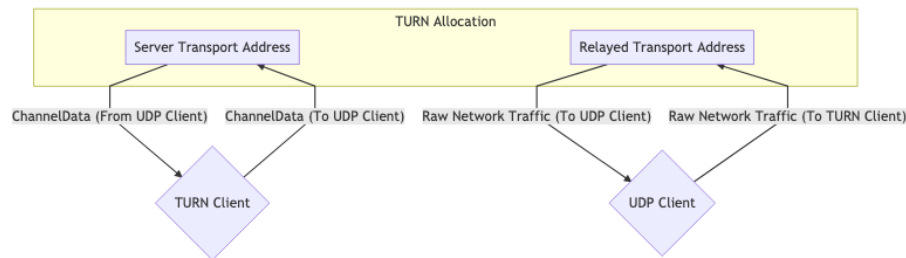 TURN Allocation
Server Transport Address
Relayed Transport Address
ChannelData (From UDP Client)
ChannelData (To UDP Client)
Raw Network Traffic (To UDP Client)
Raw Network Traffic (To TURN Client)
TURN Client
UDP Client